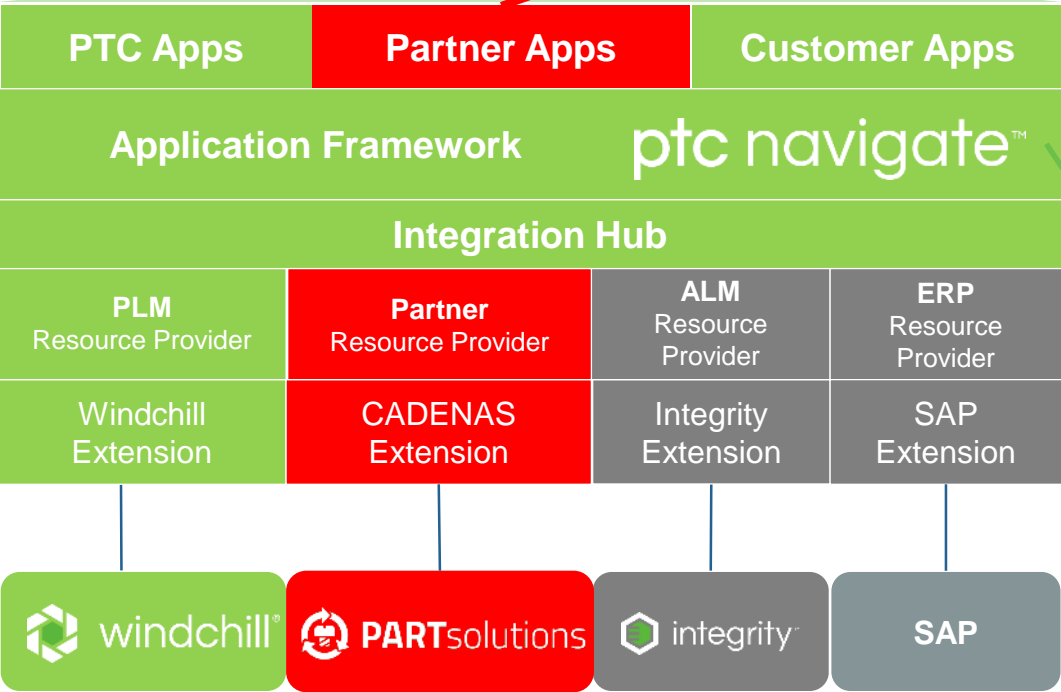 PTC Apps
Partner Apps
Customer Apps
Application Framework
ptc navigate™
Integration Hub
PLM
Resource Provider
Partner
Resource Provider
ALM
Resource
Provider
ERP
Resource
Provider
Windchill
Extension
CADENAS
Extension
Integrity
Extension
SAP
Extension
windchill®
PARTsolutions
integrity™
SAP